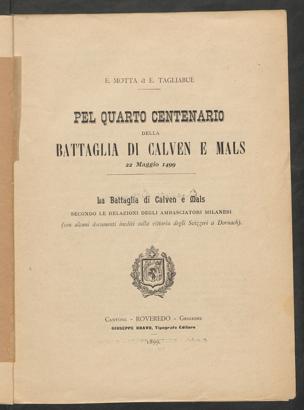 E. MOTTA & E. TAGLIABUE
PEL QUARTO CENTENARIO
DELLA
BATTAGLIA DI CALVEN E MALS
22 Maggio 1499
La Battaglia di Calven e Mals
SECONDO LE RELAZIONI DEGLI AMBASCIATORI MILANESI
(con alcuni documenti inediti sulla vittoria degli Svizzeri a Dornach).
CANTONE - ROVEREDO - GRIGIONI
GIUSEPPE BRAVO, Tipografo Editore
1899.